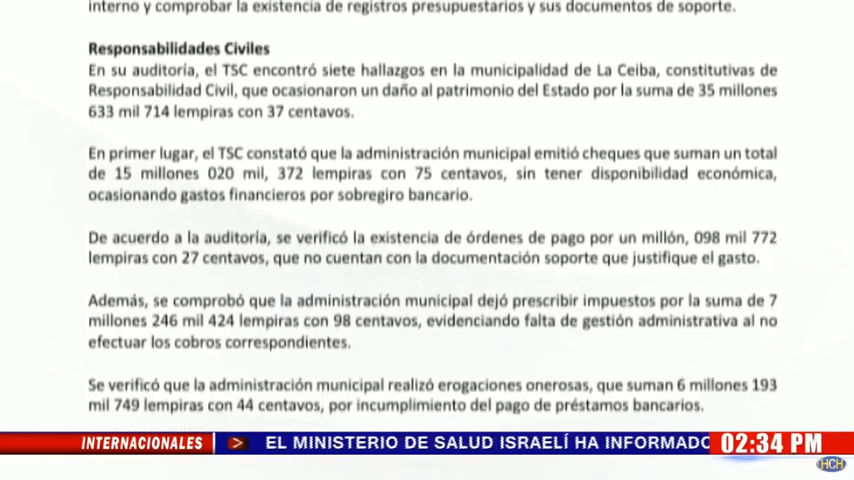 interno y comprobar la existencia de registros presupuestarios y sus documentos de soporte.
Responsabilidades Civiles
En su auditoría, el TSC encontró siete hallazgos en la municipalidad de La Ceiba, constitutivas de
Responsabilidad Civil, que ocasionaron un daño al patrimonio del Estado por la suma de 35 millones
633 mil 714 lempiras con 37 centavos.
En primer lugar, el TSC constató que la administración municipal emitió cheques que suman un total
de 15 millones 020 mil, 372 lempiras con 75 centavos, sin tener disponibilidad económica,
ocasionando gastos financieros por sobregiro bancario.
De acuerdo a la auditoría, se verificó la existencia de órdenes de pago por un millón, 098 mil 772
lempiras con 27 centavos, que no cuentan con la documentación soporte que justifique el gasto.
Además, se comprobó que la administración municipal dejó prescribir impuestos por la suma de 7
millones 246 mil 424 lempiras con 98 centavos, evidenciando falta de gestión administrativa al no
efectuar los cobros correspondientes.
Se verificó que la administración municipal realizó erogaciones onerosas, que suman 6 millones 193
mil 749 lempiras con 44 centavos, por incumplimiento del pago de préstamos bancarios.
INTERNACIONALES > EL MINISTERIO DE SALUD ISRAELÍ HA INFORMADO 02:34 PM
HCH